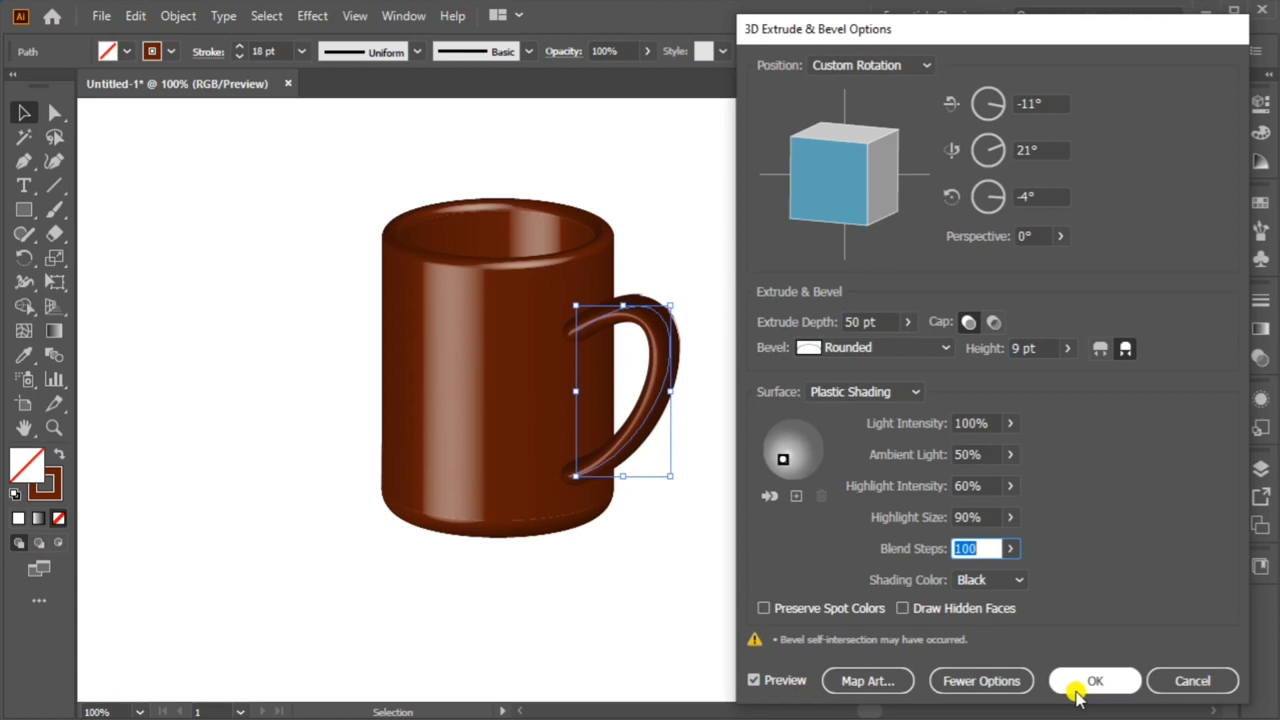 Ai File Edit Object Type Select Effect View Window Help
Path Stroke: 18 pt Uniform Basic Opacity: 100% Style:
Untitled-1* @ 100% (RGB/Preview) ×
3D Extrude & Bevel Options
Position: Custom Rotation
-11°
21°
-4°
Perspective: 0°
Extrude & Bevel
Extrude Depth: 50 pt Cap:
Bevel: Rounded Height: 9 pt
Surface: Plastic Shading
Light Intensity: 100%
Ambient Light: 50%
Highlight Intensity: 60%
Highlight Size: 90%
Blend Steps: 100
Shading Color: Black
Preserve Spot Colors Draw Hidden Faces
• Bevel self-intersection may have occurred.
Preview Map Art... Fewer Options OK Cancel
100% 1 Selection